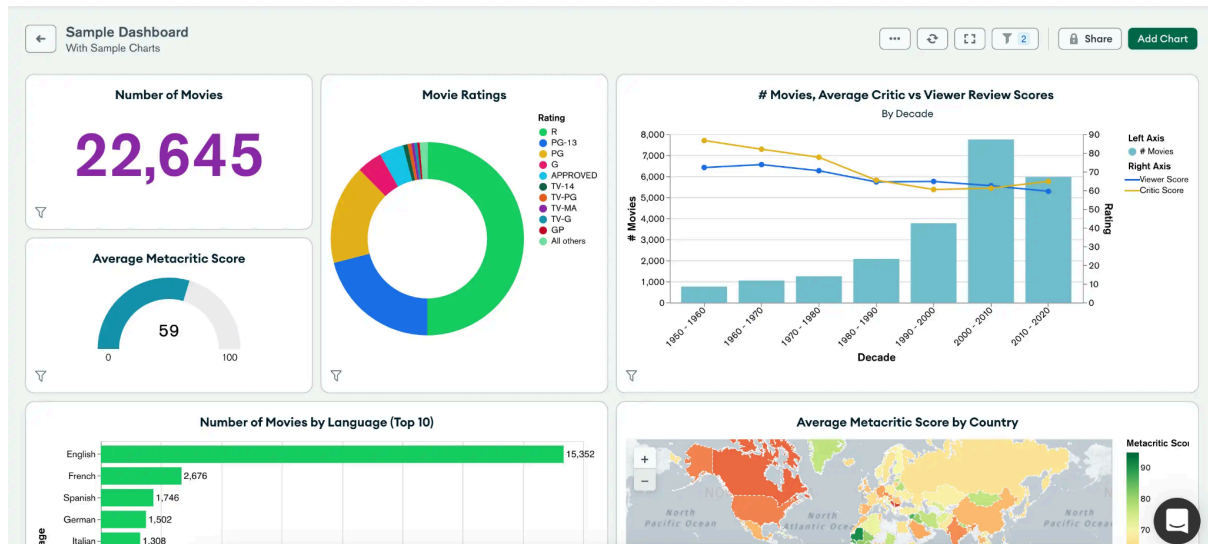 Sample Dashboard
With Sample Charts
2
Share
Add Chart
Number of Movies
22,645
Average Metacritic Score
59
0
100
Movie Ratings
Rating
R
PG-13
PG
G
APPROVED
TV-14
TV-PG
TV-MA
TV-G
GP
All others
# Movies, Average Critic vs Viewer Review Scores
By Decade
# Movies
8,000
7,000
6,000
5,000
4,000
3,000
2,000
1,000
0
90
80
70
60
50
40
30
20
10
0
Rating
1950 - 1960
1960 - 1970
1970 - 1980
1980 - 1990
1990 - 2000
2000 - 2010
2010 - 2020
Decade
Left Axis
# Movies
Right Axis
Viewer Score
Critic Score
Number of Movies by Language (Top 10)
English
15,352
French
2,676
Spanish
1,746
German
1,502
Italian
1,308
Average Metacritic Score by Country
+
−
North
Pacific Ocean
North
Atlantic Ocean
North
Pacific Ocean
Metacritic Scor
90
80
70